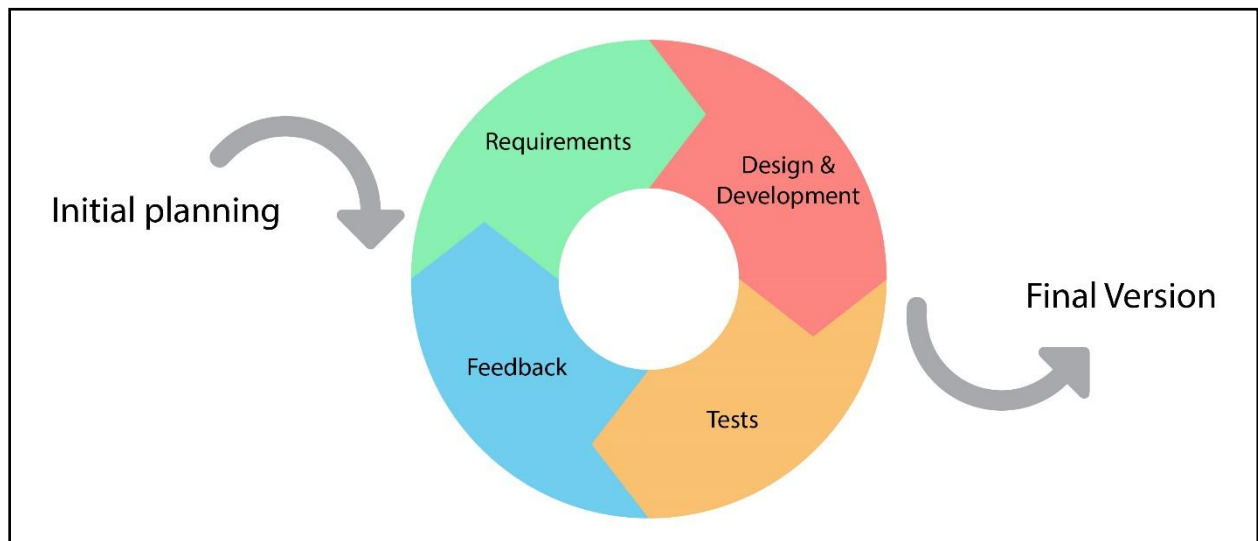 Initial planning
Requirements
Design &
Development
Tests
Feedback
Final Version